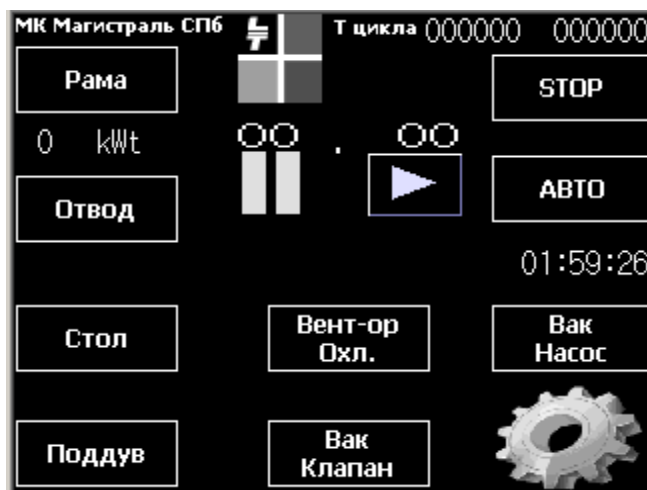 МК Магистраль СПб
Т цикла 000000 000000
Рама
STOP
0 kWt
00 . 00
Отвод
АВТО
01:59:26
Стол
Вент-ор
Охл.
Вак
Насос
Поддув
Вак
Клапан